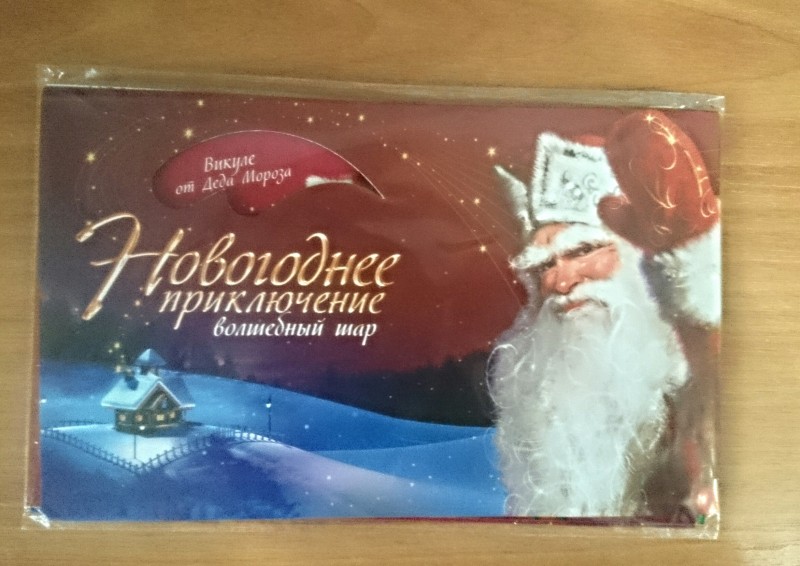 Викуле
от Деда Мороза
Новогоднее
приключение
волшебный шар